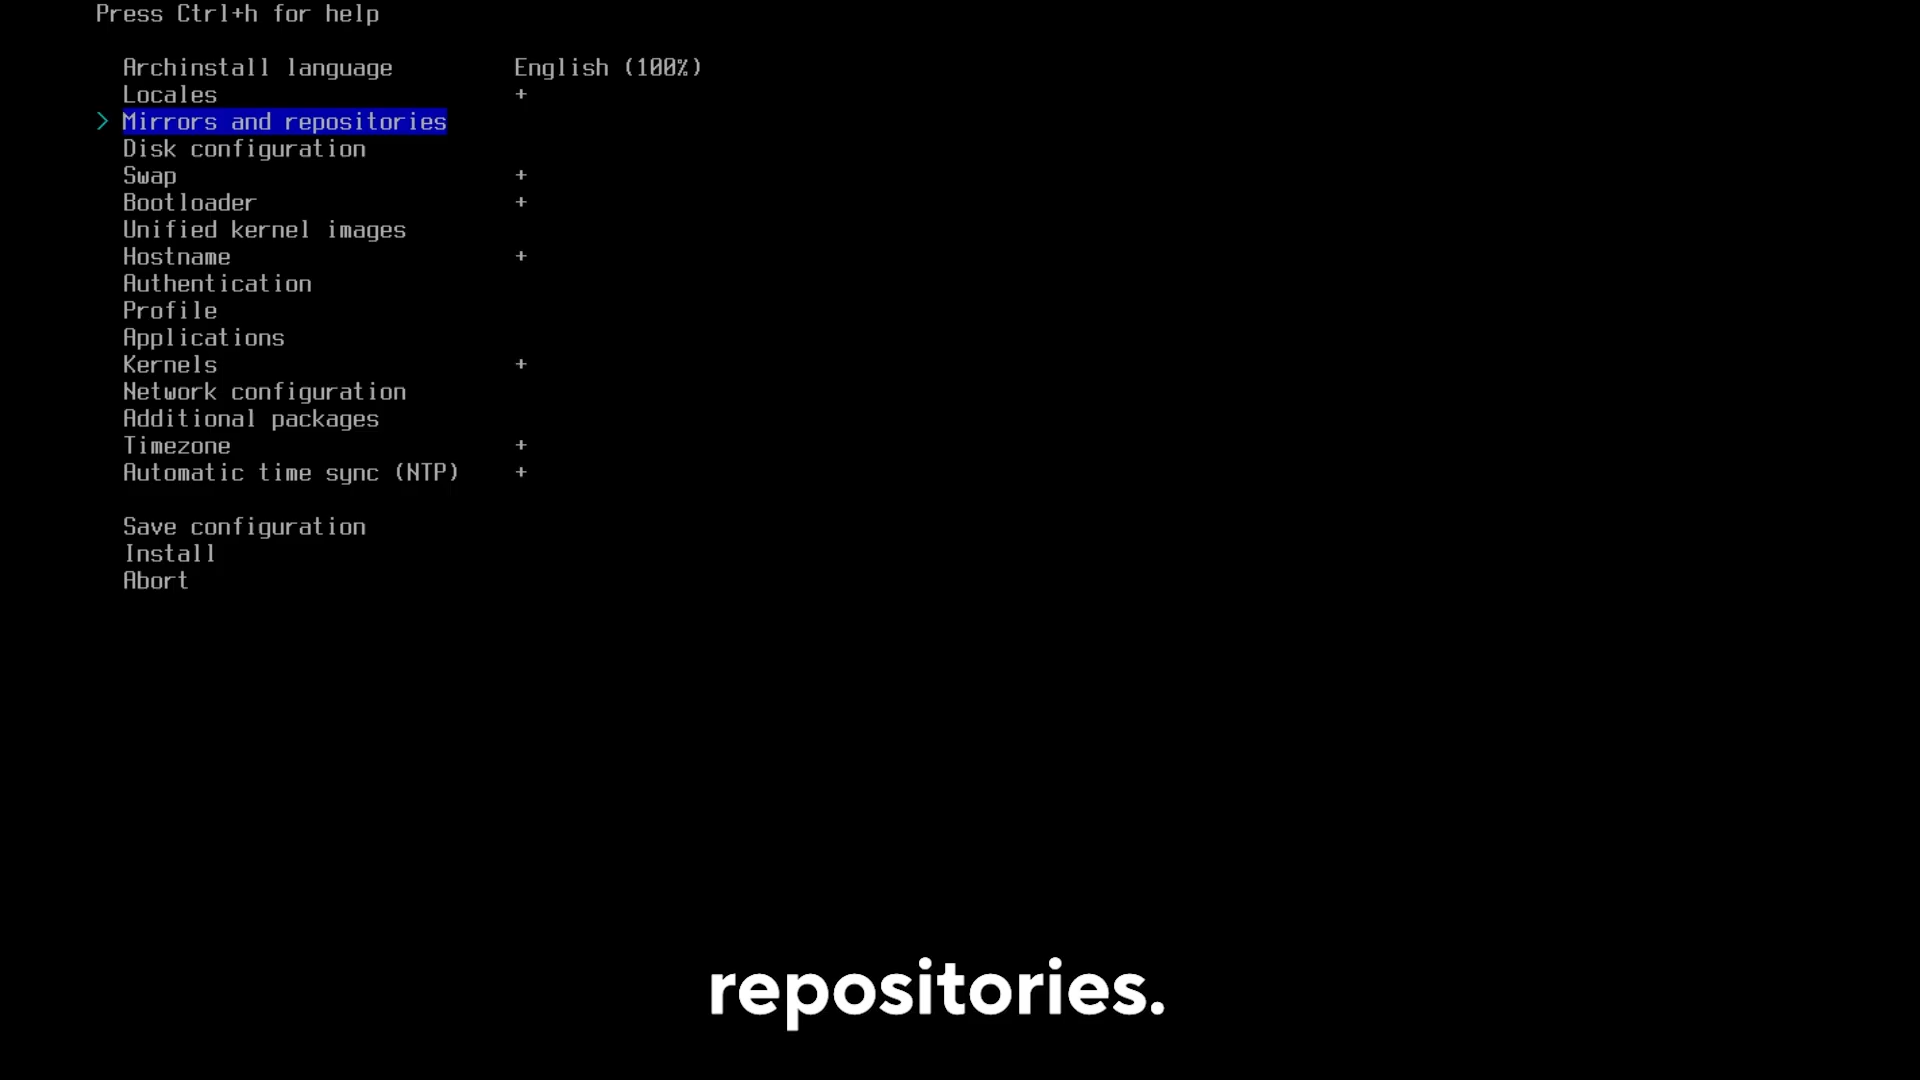 Press Ctrl+h for help
Archinstall language English (100%)
Locales +
> Mirrors and repositories
Disk configuration
Swap +
Bootloader +
Unified kernel images
Hostname +
Authentication
Profile
Applications
Kernels +
Network configuration
Additional packages
Timezone +
Automatic time sync (NTP) +
Save configuration
Install
Abort
repositories.